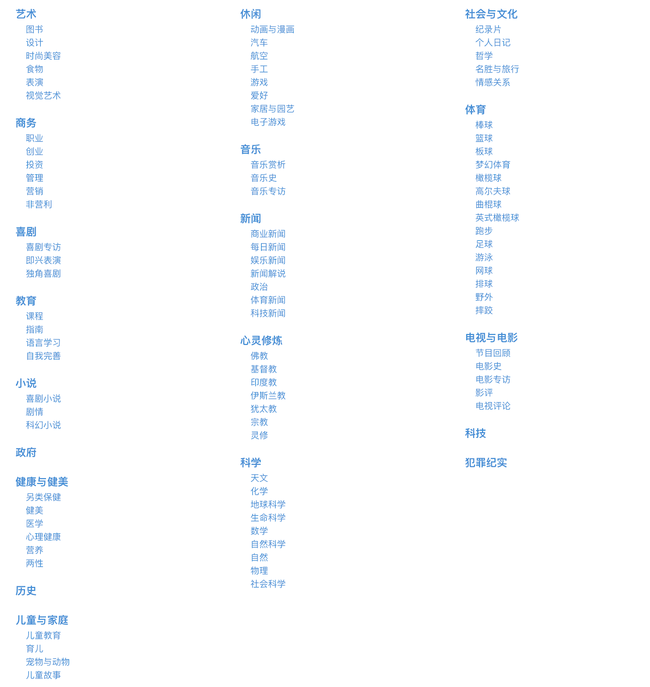 艺术
图书
设计
时尚美容
食物
表演
视觉艺术
商务
职业
创业
投资
管理
营销
非营利
喜剧
喜剧专访
即兴表演
独角喜剧
教育
课程
指南
语言学习
自我完善
小说
喜剧小说
剧情
科幻小说
政府
健康与健美
另类保健
健美
医学
心理健康
营养
两性
历史
儿童与家庭
儿童教育
育儿
宠物与动物
儿童故事
休闲
动画与漫画
汽车
航空
手工
游戏
爱好
家居与园艺
电子游戏
音乐
音乐赏析
音乐史
音乐专访
新闻
商业新闻
每日新闻
娱乐新闻
新闻解说
政治
体育新闻
科技新闻
心灵修炼
佛教
基督教
印度教
伊斯兰教
犹太教
宗教
灵修
科学
天文
化学
地球科学
生命科学
数学
自然科学
自然
物理
社会科学
社会与文化
纪录片
个人日记
哲学
名胜与旅行
情感关系
体育
棒球
篮球
板球
梦幻体育
橄榄球
高尔夫球
曲棍球
英式橄榄球
跑步
足球
游泳
网球
排球
野外
摔跤
电视与电影
节目回顾
电影史
电影专访
影评
电视评论
科技
犯罪纪实